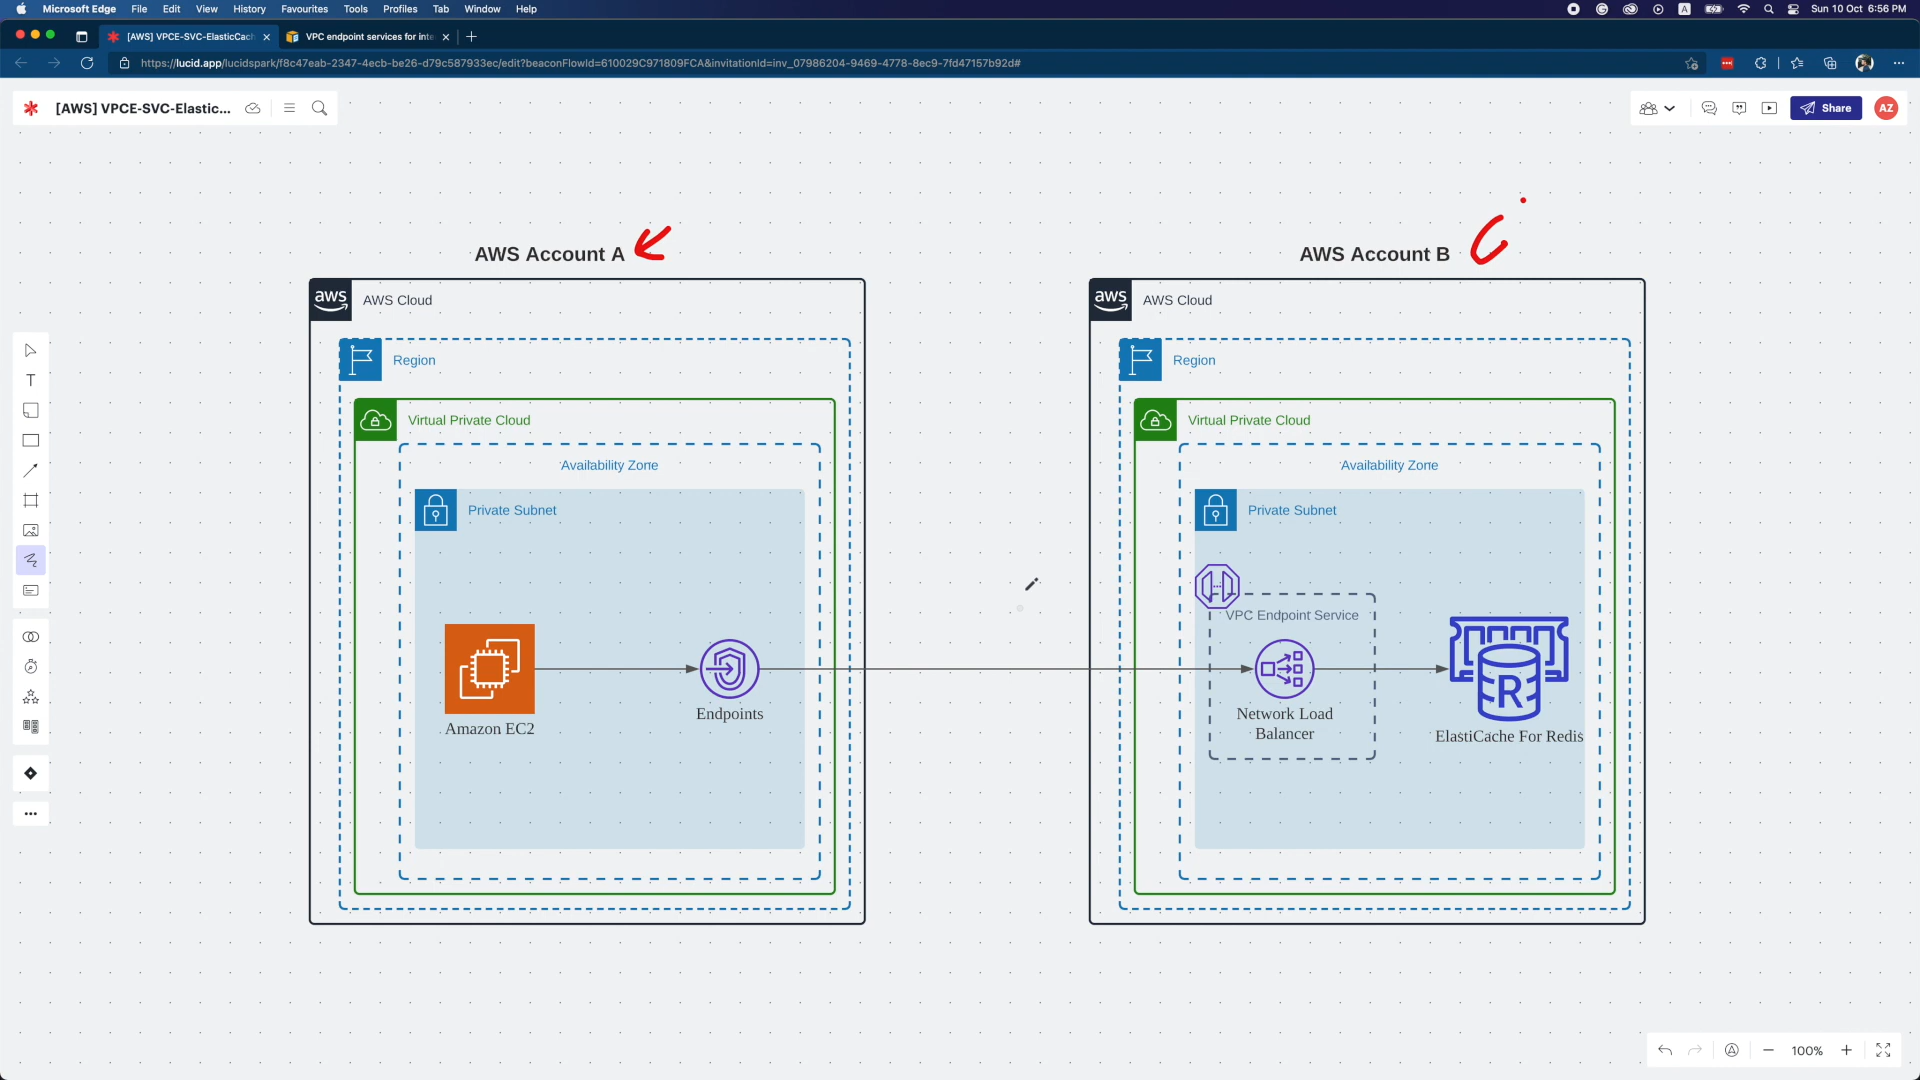 Microsoft Edge File Edit View History Favourites Tools Profiles Tab Window Help
A Sun 10 Oct 6:56 PM
[AWS] VPCE-SVC-ElasticCach
VPC endpoint services for inte
https://lucid.app/lucidspark/f8c47eab-2347-4ecb-be26-d79c587933ec/edit?beaconFlowId=610029C971809FCA&invitationId=inv_07986204-9469-4778-8ec9-7fd47157b92d#
[AWS] VPCE-SVC-Elastic...
Share
AZ
AWS Account A
AWS Account B
aws
AWS Cloud
aws
AWS Cloud
Region
Region
Virtual Private Cloud
Virtual Private Cloud
Availability Zone
Availability Zone
T
Private Subnet
Private Subnet
VPC Endpoint Service
R
Amazon EC2
Endpoints
Network Load
Balancer
ElastiCache For Redis
100%